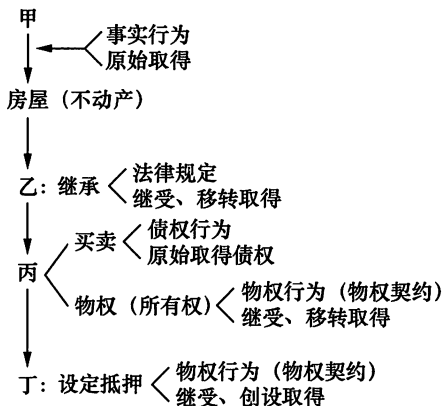 甲
事实行为
原始取得
房屋（不动产）
乙：继承
法律规定
继受、移转取得
丙
买卖
债权行为
原始取得债权
物权（所有权）
物权行为（物权契约）
继受、移转取得
丁：设定抵押
物权行为（物权契约）
继受、创设取得